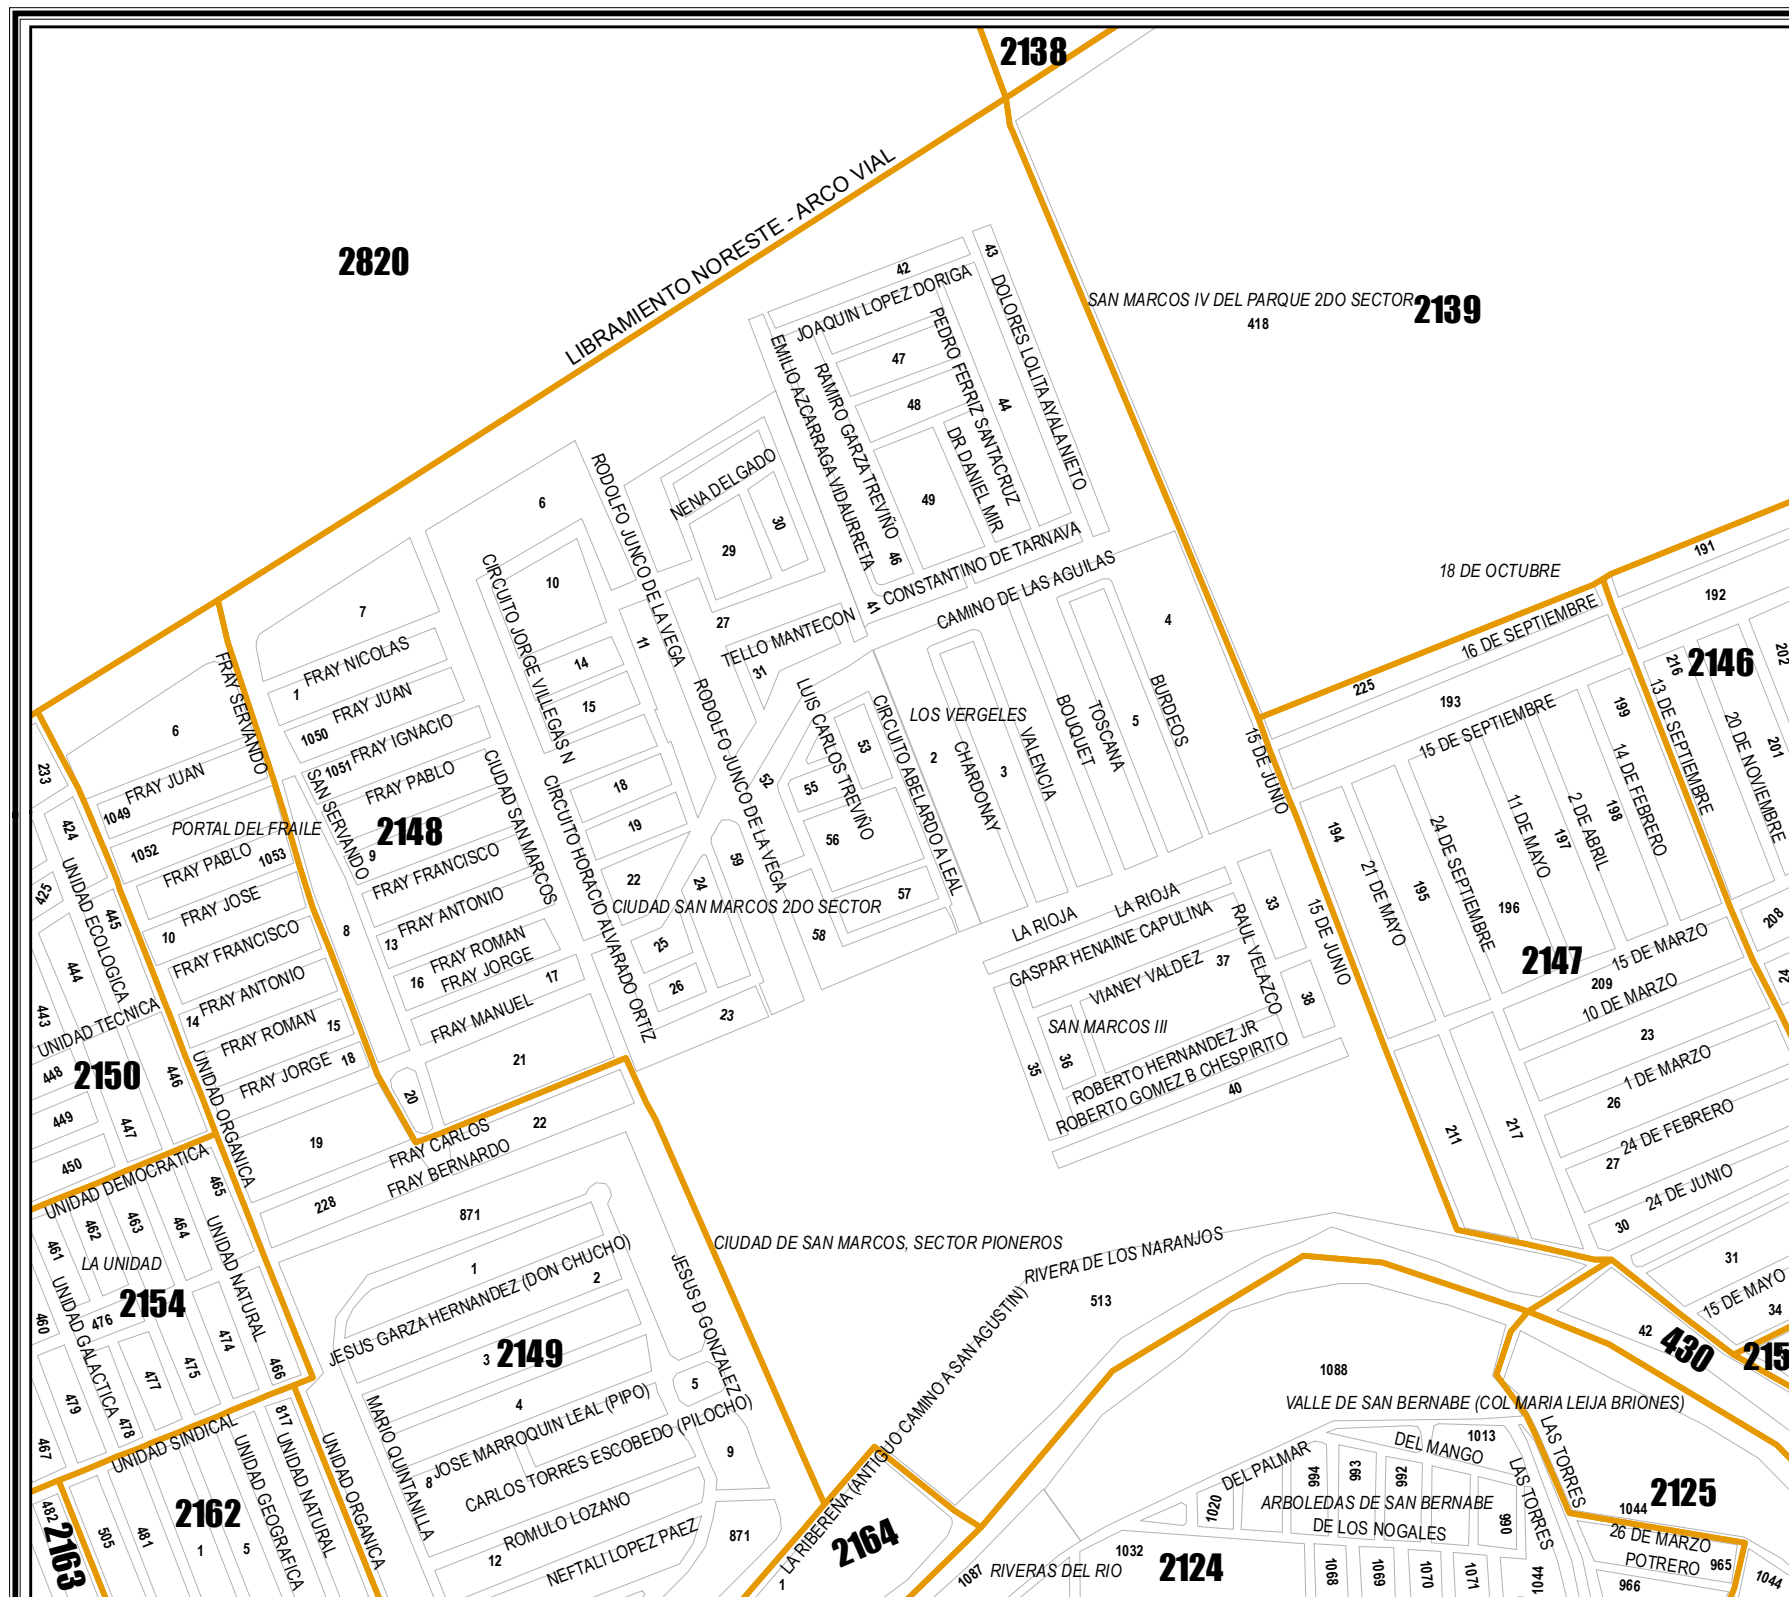 2138
LIBRAMIENTO NORESTE - ARCO VIAL
2820
42
43
JOAQUIN LOPEZ DORIGA
DOLORES LOLITA AYALA NIETO
SAN MARCOS IV DEL PARQUE 2DO SECTOR
2139
418
EMILIO AZCARRAGA VIDAURRETA
RAMIRO GARZA TREVIÑO
PEDRO FERRIZ SANTACRUZ
DR DANIEL MIR
47
48
44
49
46
41
RODOLFO JUNCO DE LA VEGA
NENA DELGADO
6
29
30
10
CIRCUITO JORGE VILLEGAS N
CONSTANTINO DE TARNAVA
CAMINO DE LAS AGUILAS
18 DE OCTUBRE
191
192
16 DE SEPTIEMBRE
7
FRAY NICOLAS
1
FRAY JUAN
1050
FRAY IGNACIO
1051
FRAY PABLO
FRAY SERVANDO
11
27
TELLO MANTECON
31
14
15
4
225
193
216
2146
202
201
6
FRAY JUAN
1049
233
424
PORTAL DEL FRAILE
1052
FRAY PABLO
1053
SAN SERVANDO
2148
9
CIUDAD SAN MARCOS
RODOLFO JUNCO DE LA VEGA
LUIS CARLOS TREVIÑO
CIRCUITO ABELARDO A LEAL
LOS VERGELES
2
CHARDONAY
3
VALENCIA
BOUQUET
TOSCANA
5
BURDEOS
15 DE JUNIO
15 DE SEPTIEMBRE
199
13 DE SEPTIEMBRE
20 DE NOVIEMBRE
14 DE FEBRERO
198
2 DE ABRIL
197
11 DE MAYO
24 DE SEPTIEMBRE
194
21 DE MAYO
195
196
52
53
55
56
57
58
59
18
19
22
24
25
26
23
CIRCUITO HORACIO ALVARADO ORTIZ
CIUDAD SAN MARCOS 2DO SECTOR
425
UNIDAD ECOLOGICA
445
444
443
FRAY JOSE
10
FRAY FRANCISCO
FRAY ANTONIO
14
FRAY ROMAN
15
FRAY JORGE
18
8
FRAY FRANCISCO
FRAY ANTONIO
13
FRAY ROMAN
FRAY JORGE
16
17
FRAY MANUEL
21
20
LA RIOJA
LA RIOJA
GASPAR HENAINE CAPULINA
RAUL VELAZCO
33
VIANEY VALDEZ
37
38
15 DE JUNIO
SAN MARCOS III
36
35
ROBERTO HERNANDEZ JR
ROBERTO GOMEZ B CHESPIRITO
40
2147
208
15 DE MARZO
209
10 DE MARZO
24
23
1 DE MARZO
26
24 DE FEBRERO
27
24 DE JUNIO
30
31
15 DE MAYO
34
211
217
UNIDAD TECNICA
2150
448
449
450
447
446
UNIDAD ORGANICA
19
FRAY CARLOS
FRAY BERNARDO
22
228
871
UNIDAD DEMOCRATICA
465
464
463
462
461
LA UNIDAD
UNIDAD NATURAL
2154
460
476
UNIDAD GALACTICA
474
475
477
478
479
466
467
UNIDAD SINDICAL
1
JESUS GARZA HERNANDEZ (DON CHUCHO)
2
3
2149
4
5
JESUS D GONZALEZ
JOSE MARROQUIN LEAL (PIPO)
8
CARLOS TORRES ESCOBEDO (PILOCHO)
9
ROMULO LOZANO
12
NEFTALI LOPEZ PAEZ
871
MARIO QUINTANILLA
CIUDAD DE SAN MARCOS, SECTOR PIONEROS
RIVERA DE LOS NARANJOS
513
LA RIBEREÑA (ANTIGUO CAMINO A SAN AGUSTIN)
1
2164
1087
RIVERAS DEL RIO
1032
2124
1088
VALLE DE SAN BERNABE (COL MARIA LEIJA BRIONES)
42
430
215
LAS TORRES
LAS TORRES
1013
DEL MANGO
DEL PALMAR
1020
994
993
992
990
ARBOLEDAS DE SAN BERNABE
DE LOS NOGALES
1068
1069
1070
1071
1044
1044
2125
26 DE MARZO
POTRERO
965
966
1044
817
UNIDAD NATURAL
UNIDAD ORGANICA
UNIDAD GEOGRAFICA
2162
482
2163
505
481
1
5